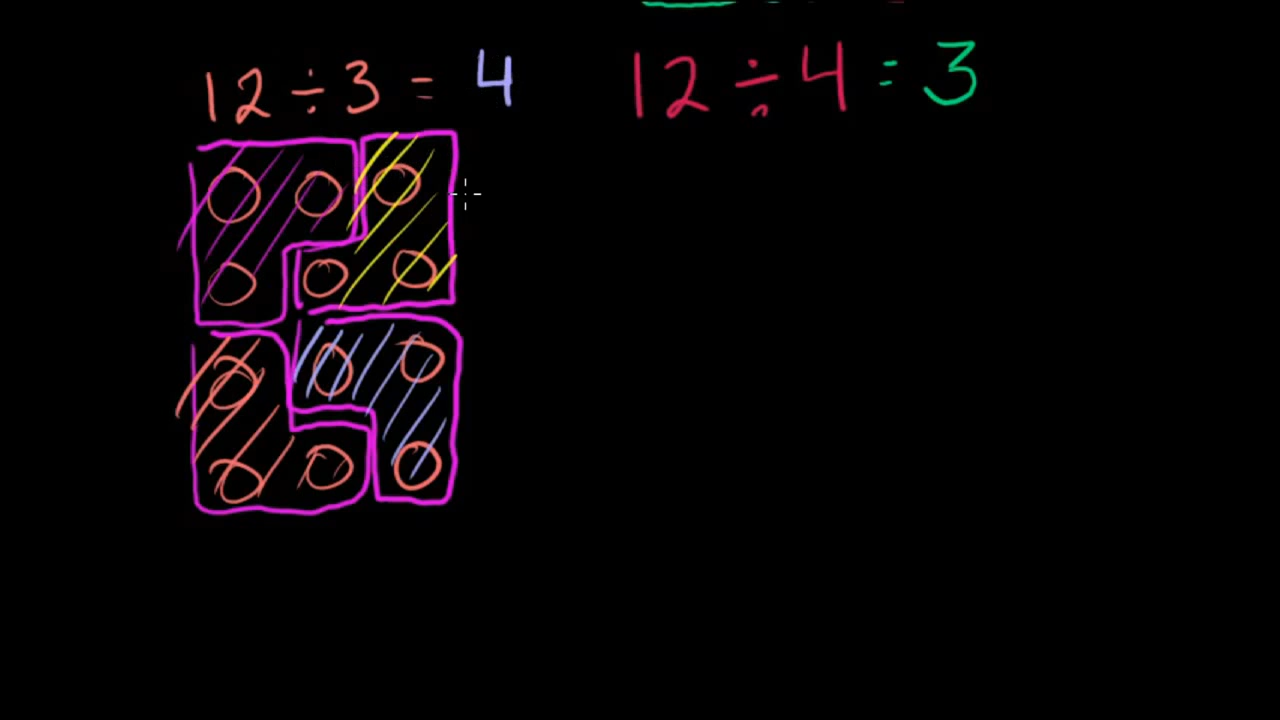 12 ÷ 3 = 4
12 ÷ 4 = 3